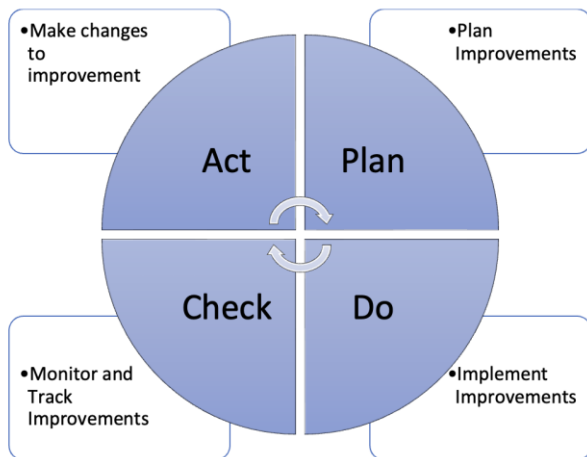 •Make changes
to
improvement
•Plan
Improvements
Act
Plan
Check
Do
•Monitor and
Track
Improvements
•Implement
Improvements